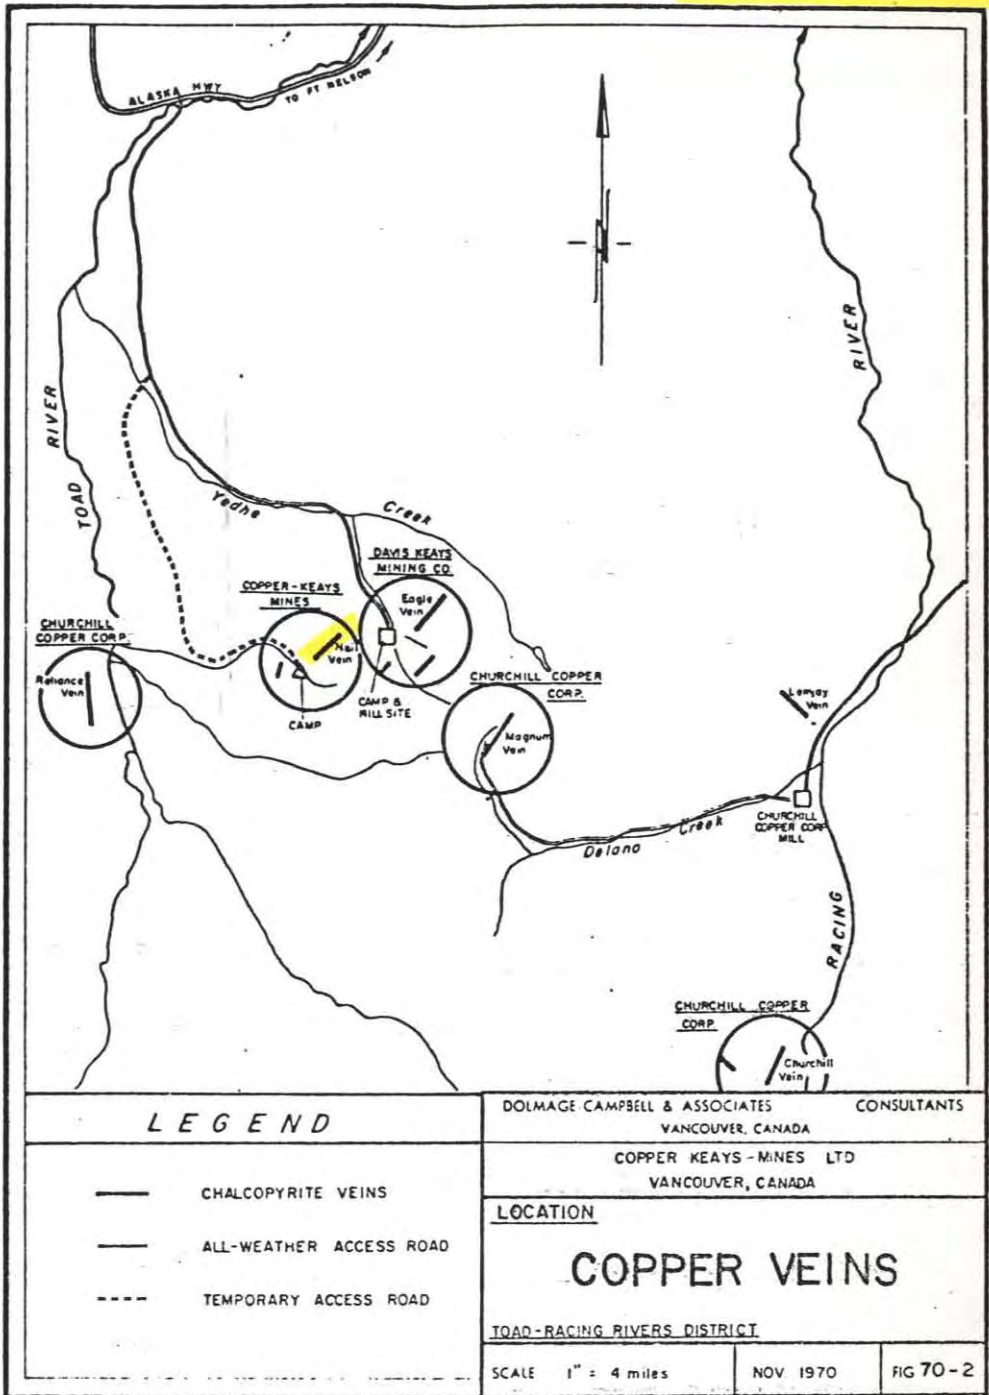 ALASKA HWY
TO FT NELSON
RIVER
TOAD
RIVER
Yedhe Creek
DAVIS KEAYS
MINING CO
Eagle
Vein
COPPER-KEAYS
MINES
Vein
CAMP
CAMP &
MILL SITE
CHURCHILL
COPPER CORP.
Reliance
Vein
CHURCHILL COPPER
CORP.
Magnum
Vein
Vein
CHURCHILL
COPPER CORP
MILL
Delano Creek
RACING
CHURCHILL COPPER
CORP
Churchill
Vein
LEGEND
CHALCOPYRITE VEINS
ALL-WEATHER ACCESS ROAD
TEMPORARY ACCESS ROAD
DOLMAGE CAMPBELL & ASSOCIATES CONSULTANTS
VANCOUVER, CANADA
COPPER KEAYS-MINES LTD
VANCOUVER, CANADA
LOCATION
COPPER VEINS
TOAD-RACING RIVERS DISTRICT
SCALE 1" = 4 miles
NOV. 1970
FIG 70-2